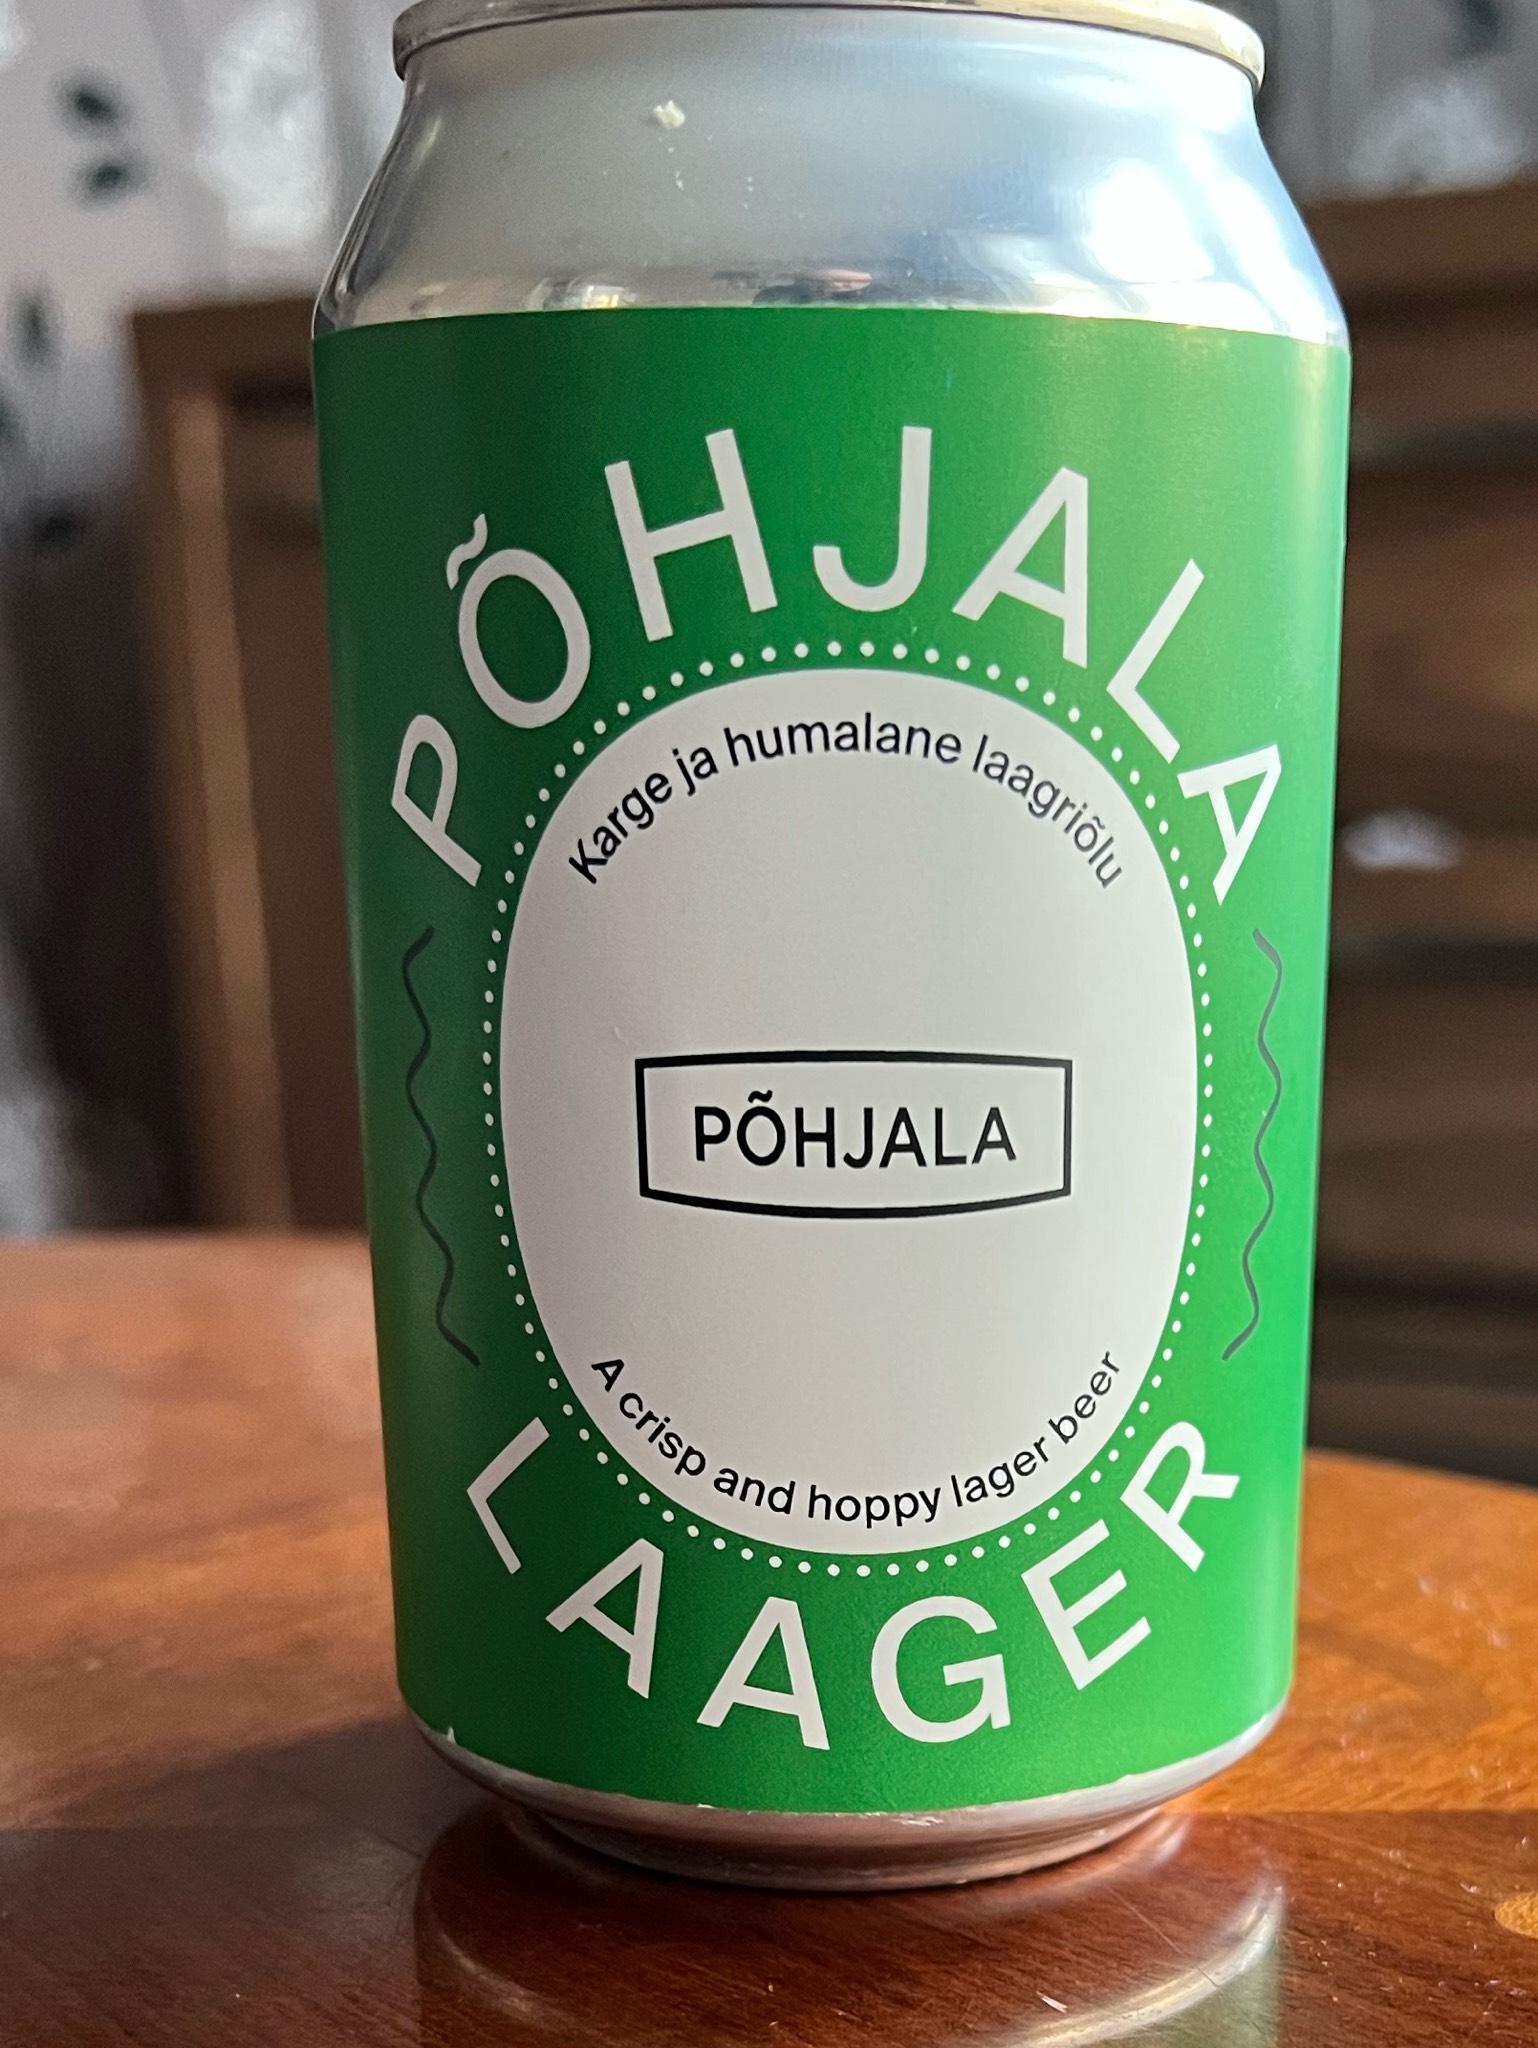 PÕHJALA
Karge ja humalane laagriõlu
PÕHJALA
A crisp and hoppy lager beer
LAAGER